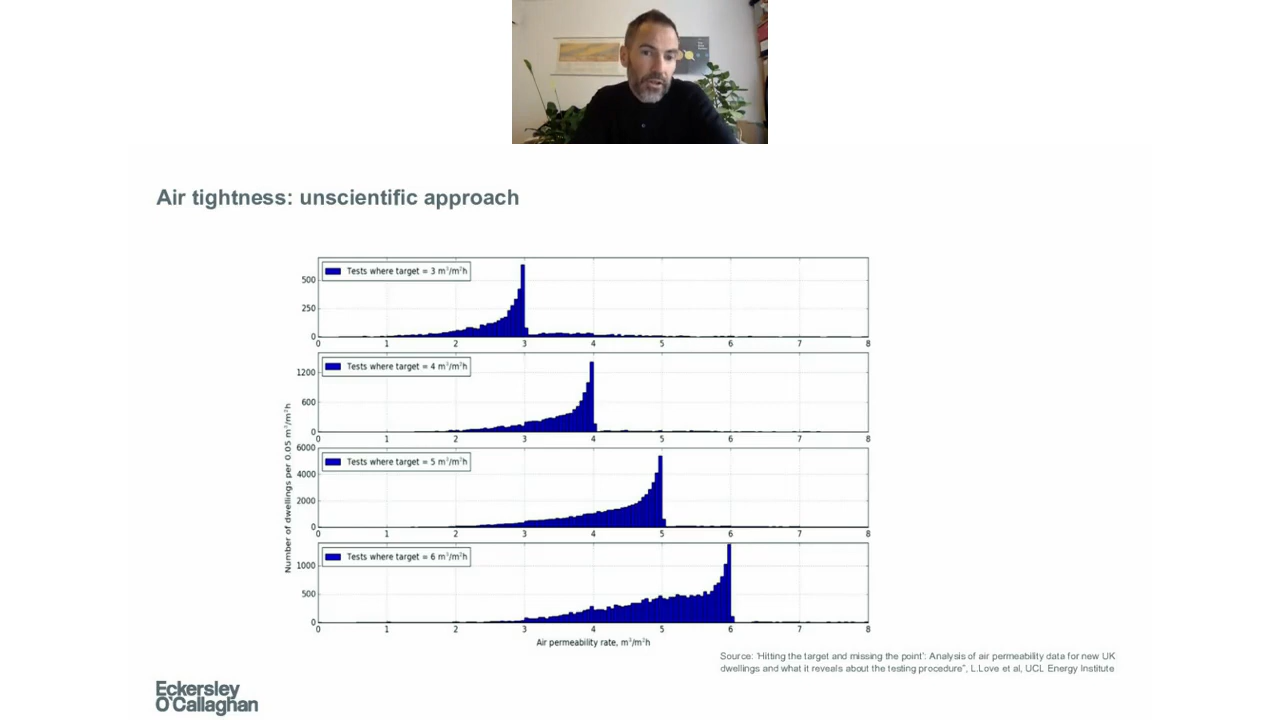 Air tightness: unscientific approach
Tests where target = 3 m³/m²h
500
250
0
0 1 2 3 4 5 6 7 8
Tests where target = 4 m³/m²h
1200
600
0
0 1 2 3 4 5 6 7 8
Number of dwellings per 0.05 m³/m²h
6000
Tests where target = 5 m³/m²h
4000
2000
0
0 1 2 3 4 5 6 7 8
Tests where target = 6 m³/m²h
1000
500
0
0 1 2 3 4 5 6 7 8
Air permeability rate, m³/m²h
Source: 'Hitting the target and missing the point': Analysis of air permeability data for new UK
dwellings and what it reveals about the testing procedure", L.Love et al, UCL Energy Institute
Eckersley
O'Callaghan